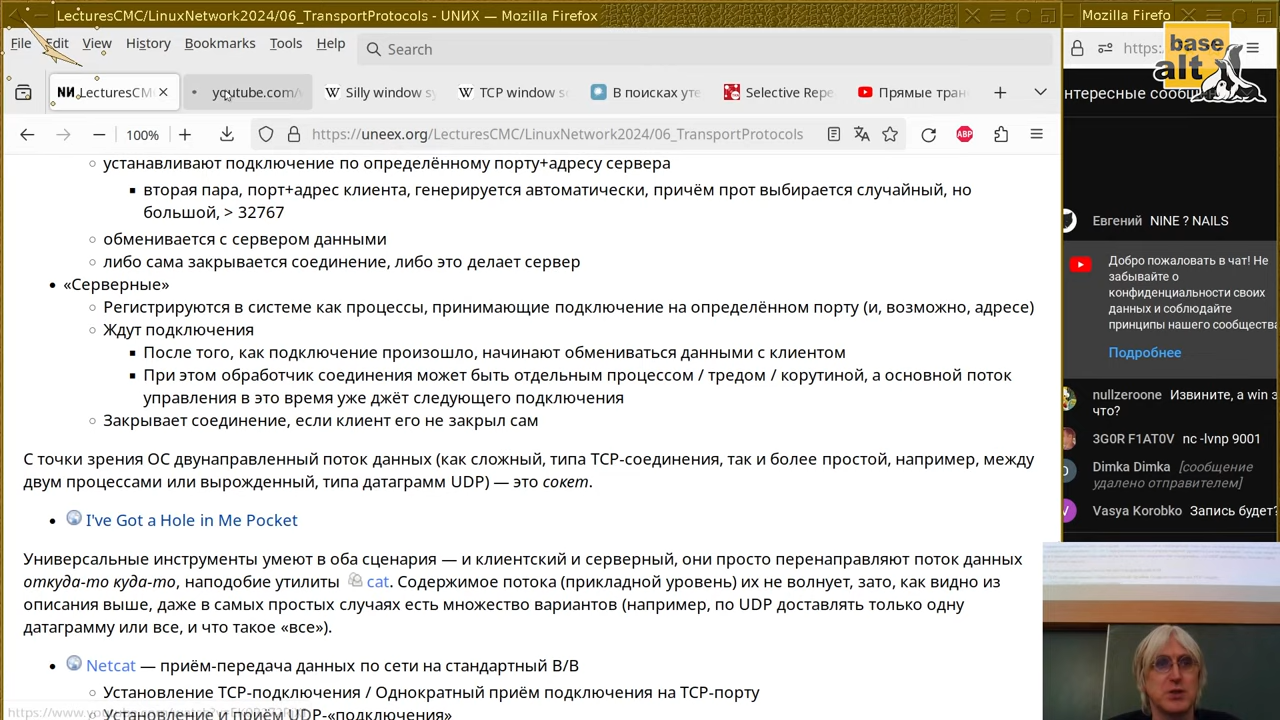 LecturesCMC/LinuxNetwork2024/06_TransportProtocols - UNИX — Mozilla Firefox
Mozilla Firefo
base
alt
File Edit View History Bookmarks Tools Help
Search
https:
UNИ LecturesCM
youtube.com/
Silly window sy
TCP window sc
В поисках уте
Selective Repe
Прямые тран
100%
https://uneex.org/LecturesCMC/LinuxNetwork2024/06_TransportProtocols
ABP
устанавливают подключение по определённому порту+адресу сервера
вторая пара, порт+адрес клиента, генерируется автоматически, причём прот выбирается случайный, но
большой, > 32767
обменивается с сервером данными
либо сама закрывается соединение, либо это делает сервер
«Серверные»
Регистрируются в системе как процессы, принимающие подключение на определённом порту (и, возможно, адресе)
Ждут подключения
После того, как подключение произошло, начинают обмениваться данными с клиентом
При этом обработчик соединения может быть отдельным процессом / тредом / корутиной, а основной поток
управления в это время уже джёт следующего подключения
Закрывает соединение, если клиент его не закрыл сам
С точки зрения ОС двунаправленный поток данных (как сложный, типа TCP-соединения, так и более простой, например, между
двум процессами или вырожденный, типа датаграмм UDP) — это сокет.
I've Got a Hole in Me Pocket
Универсальные инструменты умеют в оба сценария — и клиентский и серверный, они просто перенаправляют поток данных
откуда-то куда-то, наподобие утилиты cat. Содержимое потока (прикладной уровень) их не волнует, зато, как видно из
описания выше, даже в самых простых случаях есть множество вариантов (например, по UDP доставлять только одну
датаграмму или все, и что такое «все»).
Netcat — приём-передача данных по сети на стандартный В/В
Установление TCP-подключения / Однократный приём подключения на TCP-порту
Установление и приём UDP-«подключения»
нтересные сообщ
Евгений NINE ? NAILS
Добро пожаловать в чат! Не
забывайте о
конфиденциальности своих
данных и соблюдайте
принципы нашего сообщества
Подробнее
nullzeroone Извините, а win э
что?
3G0R F1AT0V nc -lvnp 9001
Dimka Dimka [сообщение
удалено отправителем]
Vasya Korobko Запись будет?